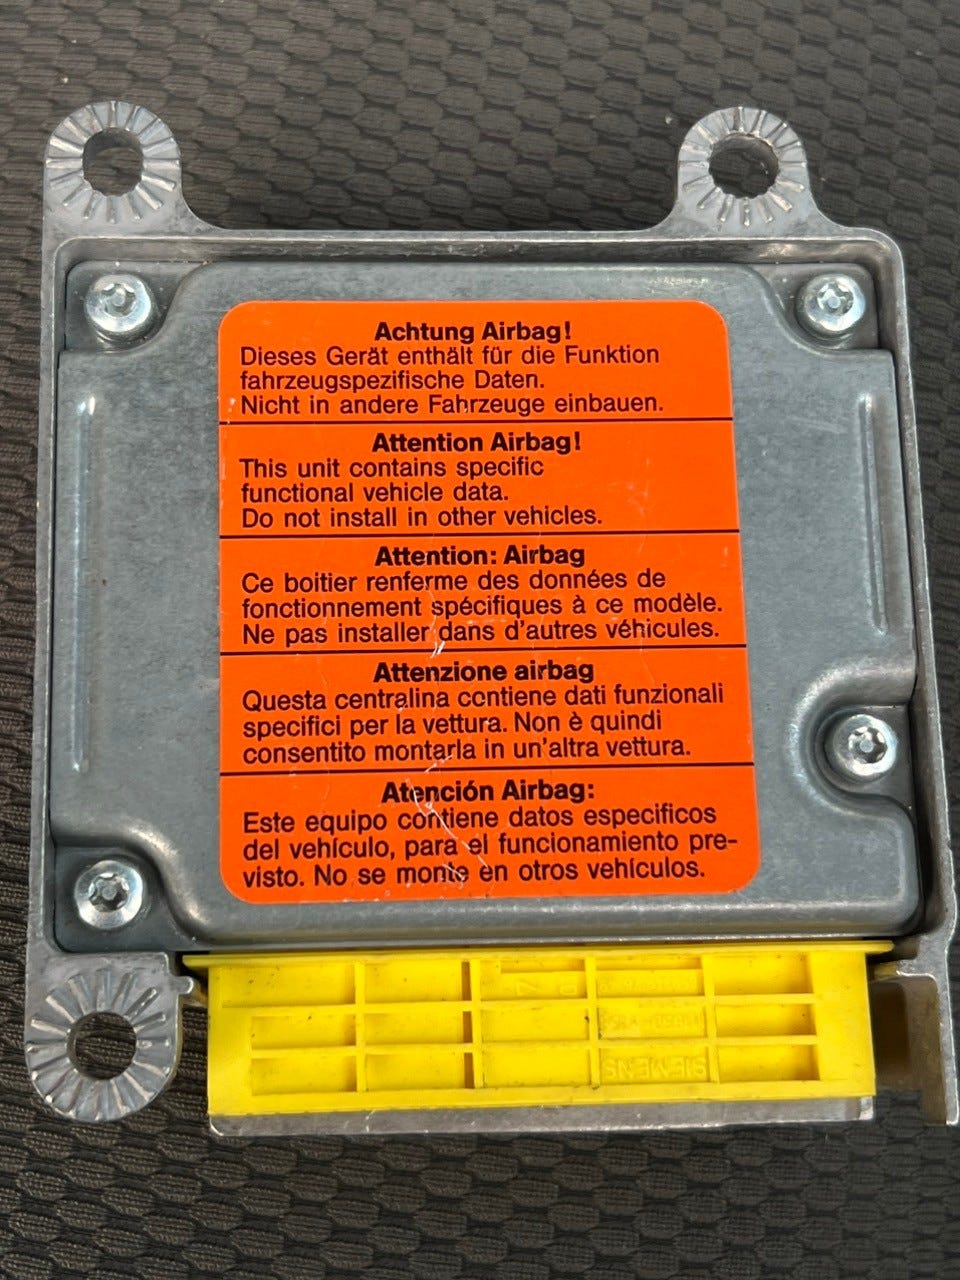 Achtung Airbag!
Dieses Gerät enthält für die Funktion
fahrzeugspezifische Daten.
Nicht in andere Fahrzeuge einbauen.
Attention Airbag!
This unit contains specific
functional vehicle data.
Do not install in other vehicles.
Attention: Airbag
Ce boitier renferme des données de
fonctionnement spécifiques à ce modèle.
Ne pas installer dans d'autres véhicules.
Attenzione airbag
Questa centralina contiene dati funzionali
specifici per la vettura. Non è quindi
consentito montarla in un'altra vettura.
Atención Airbag:
Este equipo contiene datos especificos
del vehículo, para el funcionamiento pre-
visto. No se monte en otros vehículos.
SIEMENS